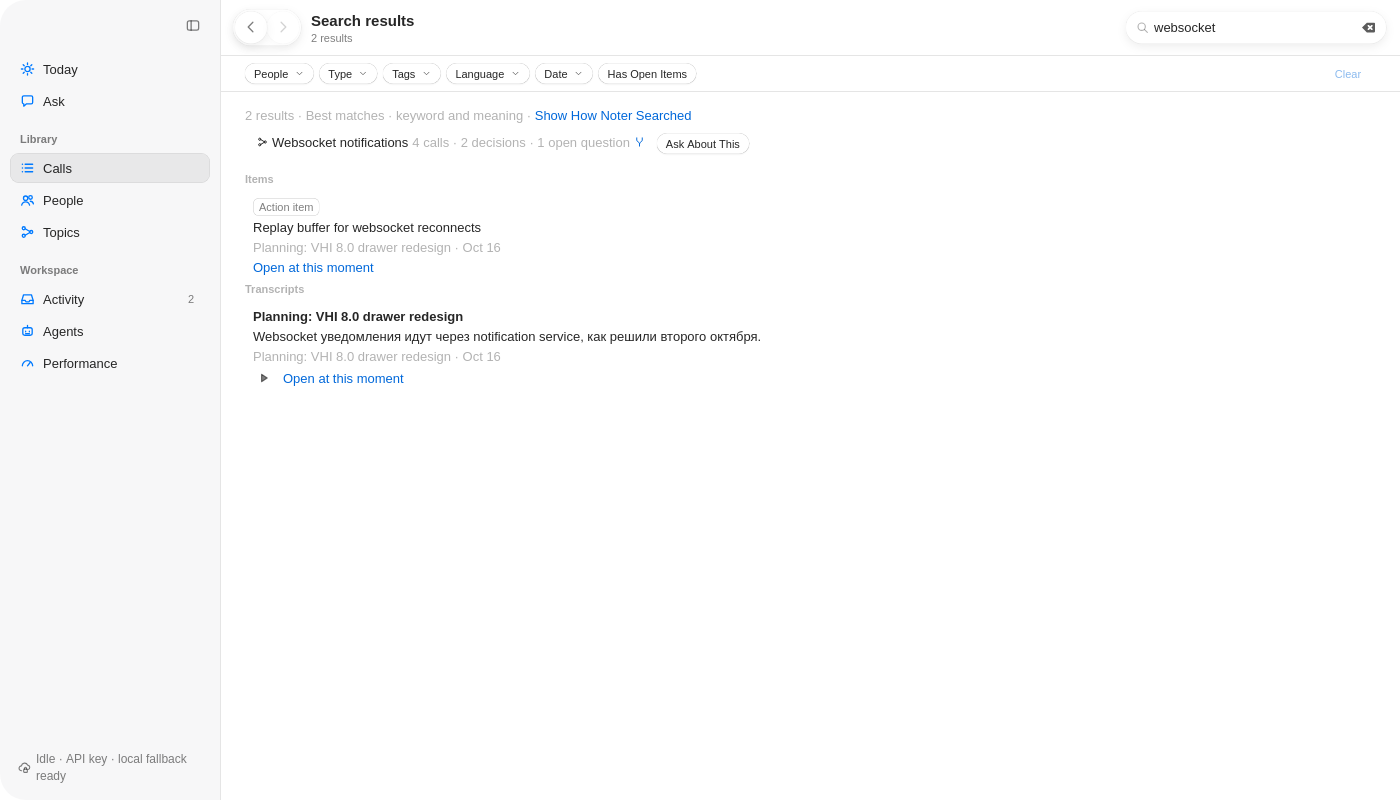 Search results
2 results
websocket
Today
Ask
Library
Calls
People
Topics
Workspace
Activity 2
Agents
Performance
Idle · API key · local fallback
ready
People Type Tags Language Date Has Open Items Clear
2 results · Best matches · keyword and meaning · Show How Noter Searched
Websocket notifications 4 calls · 2 decisions · 1 open question Ask About This
Items
Action item
Replay buffer for websocket reconnects
Planning: VHI 8.0 drawer redesign · Oct 16
Open at this moment
Transcripts
Planning: VHI 8.0 drawer redesign
Websocket уведомления идут через notification service, как решили второго октября.
Planning: VHI 8.0 drawer redesign · Oct 16
Open at this moment